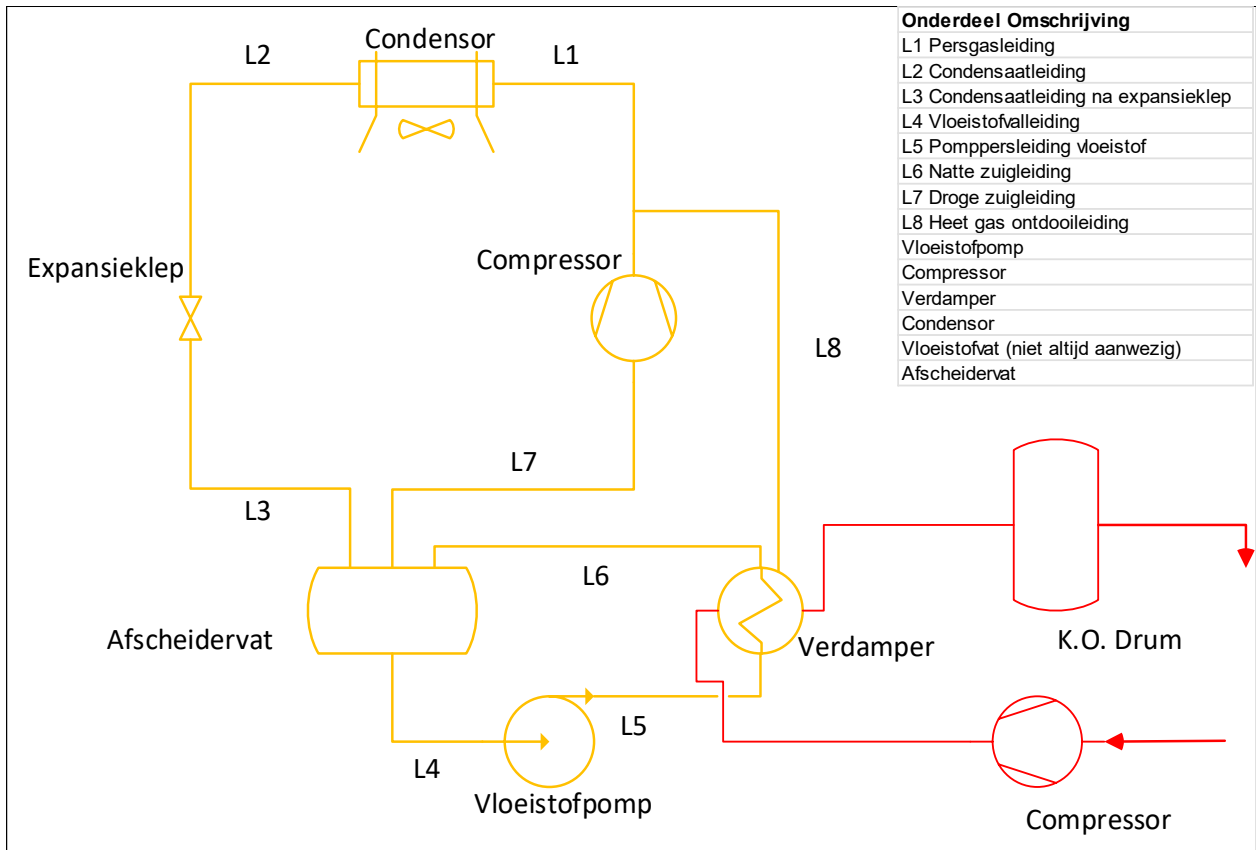 Condensor
L2
L1
Onderdeel Omschrijving
L1 Persgasleiding
L2 Condensaatleiding
L3 Condensaatleiding na expansieklep
L4 Vloeistofvalleiding
L5 Pomppersleiding vloeistof
L6 Natte zuigleiding
L7 Droge zuigleiding
L8 Heet gas ontdooileiding
Vloeistofpomp
Compressor
Verdamper
Condensor
Vloeistofvat (niet altijd aanwezig)
Afscheidervat
Expansieklep
Compressor
L8
L7
L3
L6
Afscheidervat
Verdamper
K.O. Drum
L5
L4
Vloeistofpomp
Compressor